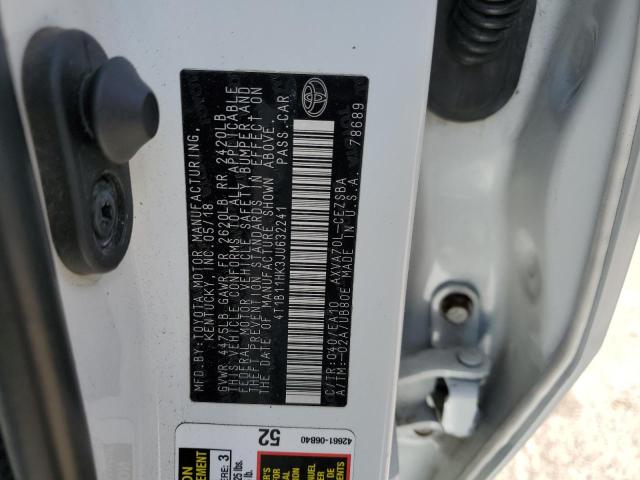 MFD.BY:TOYOTA MOTOR MANUFACTURING,
KENTUCKY, INC.05/18
GVWR 4475LB GAWR FR 2620LB RR 2420LB
THIS VEHICLE CONFORMS TO ALL APPLICABLE
FEDERAL MOTOR VEHICLE SAFETY, BUMPER,AND
THEFT PREVENTION STANDARDS IN EFFECT ON
THE DATE OF MANUFACTURE SHOWN ABOVE.
4T1B11HK3JU632241 PASS.CAR
C/TR:040/EA10 AXVA70L-CEZSBA
A/TM:-02A/UB80E MADE IN U.S.A.
78689
42661-06B40
52